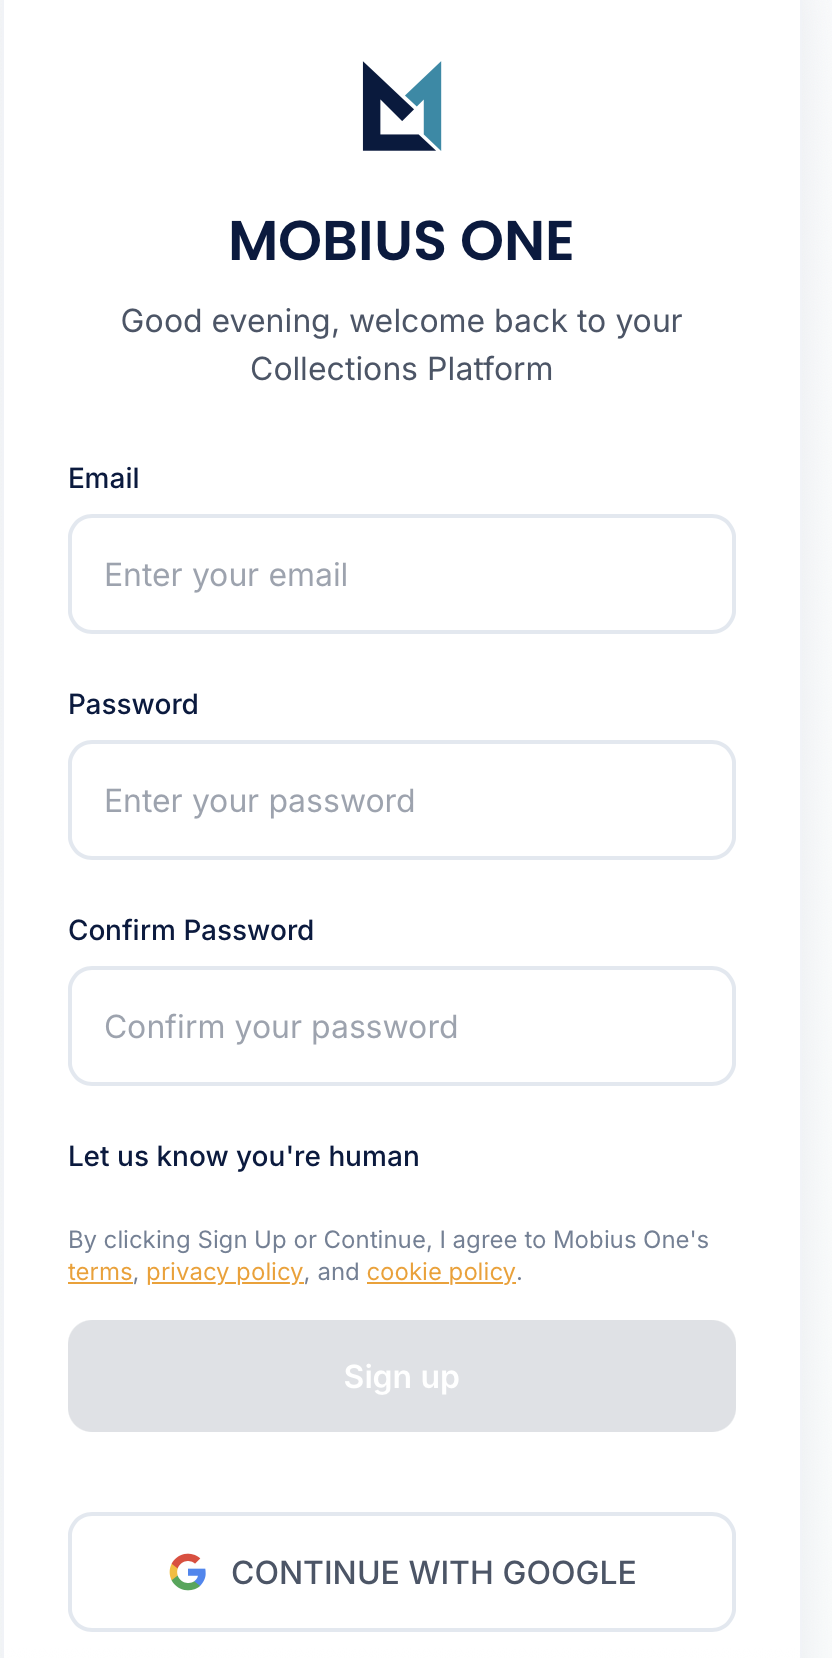 MOBIUS ONE
Good evening, welcome back to your
Collections Platform
Email
Enter your email
Password
Enter your password
Confirm Password
Confirm your password
Let us know you're human
By clicking Sign Up or Continue, I agree to Mobius One's
terms, privacy policy, and cookie policy.
Sign up
CONTINUE WITH GOOGLE